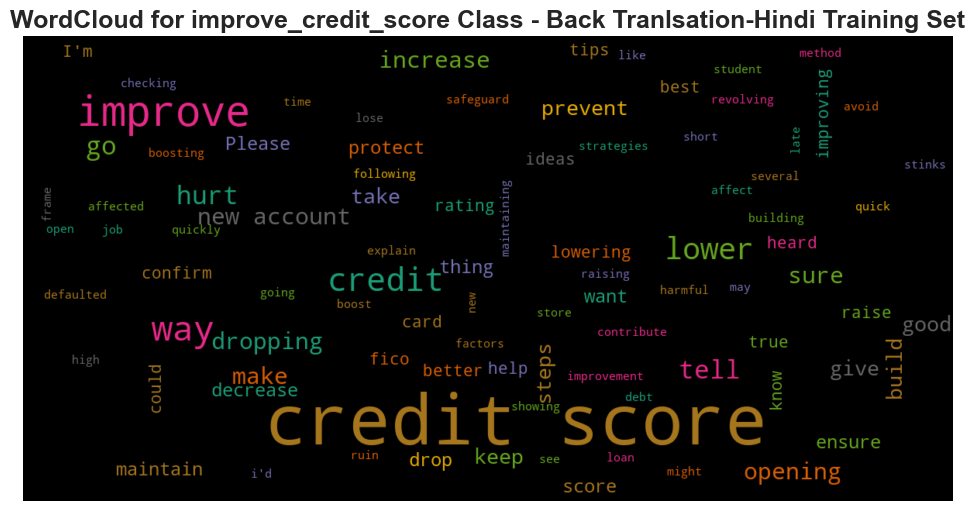 WordCloud for improve_credit_score Class - Back Tranlsation-Hindi Training Set
I'm
tips
like
method
increase
checking
student
best
revolving
time
safeguard
improve
prevent
avoid
lose
improving
go
Please
boosting
protect
strategies
short
late
ideas
stinks
following
several
hurt
take
affect
frame
affected
new account
rating
maintaining
quick
building
open
job
quickly
explain
lowering
lower
heard
confirm
credit
thing
raising
sure
defaulted
going
boost
new
want
harmful
may
store
raise
way
dropping
card
contribute
good
factors
true
high
fico
steps
could
make
better
help
improvement
tell
know
give
build
decrease
debt
showing
credit score
ensure
maintain
i'd
ruin
drop
keep
see
loan
might
opening
score